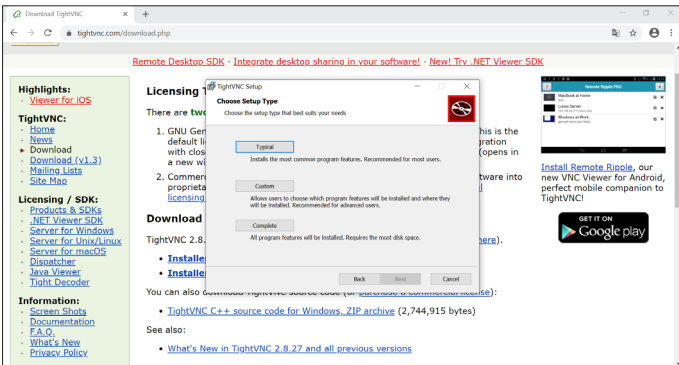 Download TightVNC
tightvnc.com/download.php
Remote Desktop SDK · Integrate desktop sharing in your software! · New! Try .NET Viewer SDK
Highlights:
Viewer for iOS
TightVNC:
Home
News
Download
Download (v1.3)
Mailing Lists
Site Map
Licensing / SDK:
Products & SDKs
.NET Viewer SDK
Server for Windows
Server for Unix/Linux
Server for macOS
Dispatcher
Java Viewer
Tight Decoder
Information:
Screen Shots
Documentation
F.A.Q.
What's New
Privacy Policy
Licensing
There are two
1. GNU Gen his is the
default li gration
with clos (opens in
a new wi
2. Commerc tware into
proprieta
licensing
Download
TightVNC 2.8. here).
Installe
Installe
You can also download TightVNC source code (or purchase a commercial license):
TightVNC C++ source code for Windows, ZIP archive (2,744,915 bytes)
See also:
What's New in TightVNC 2.8.27 and all previous versions
TightVNC Setup
Choose Setup Type
Choose the setup type that best suits your needs
Typical
Installs the most common program features. Recommended for most users.
Custom
Allows users to choose which program features will be installed and where they
will be installed. Recommended for advanced users.
Complete
All program features will be installed. Requires the most disk space.
Back Next Cancel
Remote Ripple PRO
Macbook at Home
Linux Server
Windows at Work
Install Remote Ripple, our
new VNC Viewer for Android,
perfect mobile companion to
TightVNC!
GET IT ON
Google play